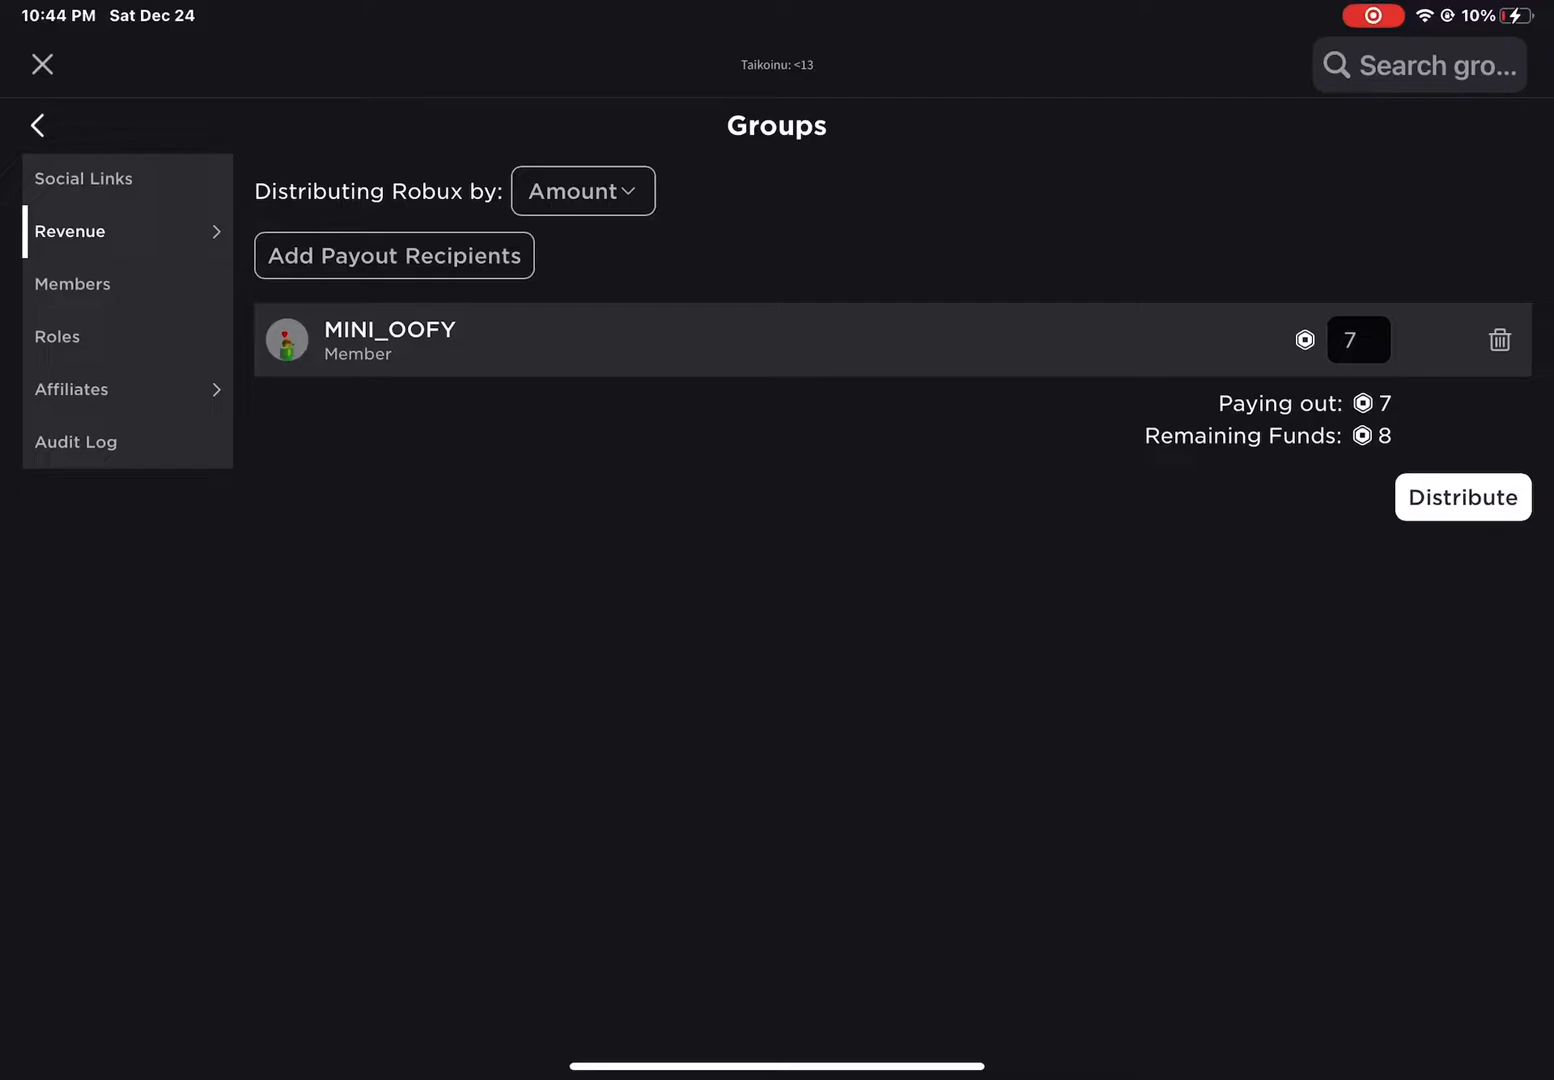 10:44 PM Sat Dec 24
10%
Taikoinu: <13
Search gro...
Groups
Social Links
Revenue
Members
Roles
Affiliates
Audit Log
Distributing Robux by: Amount
Add Payout Recipients
MINI_OOFY
Member
7
Paying out: 7
Remaining Funds: 8
Distribute